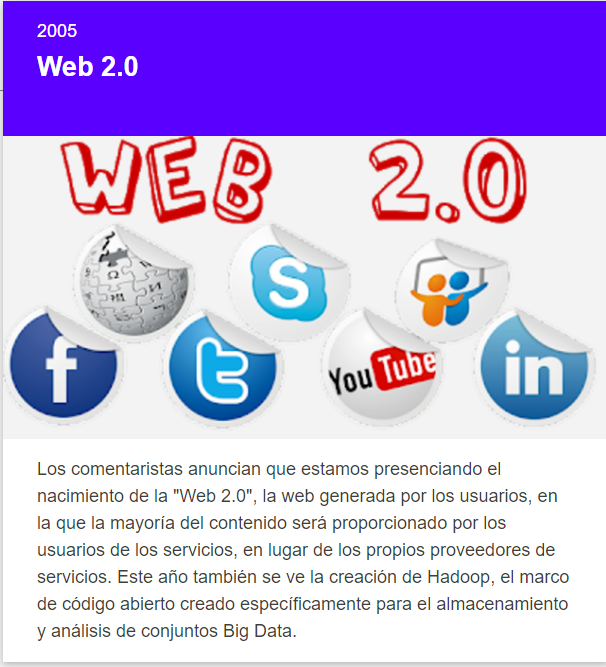 2005
Web 2.0
WEB 2.0
S
f
t
You Tube
in
Los comentaristas anuncian que estamos presenciando el
nacimiento de la "Web 2.0", la web generada por los usuarios, en
la que la mayoría del contenido será proporcionado por los
usuarios de los servicios, en lugar de los propios proveedores de
servicios. Este año también se ve la creación de Hadoop, el marco
de código abierto creado específicamente para el almacenamiento
y análisis de conjuntos Big Data.